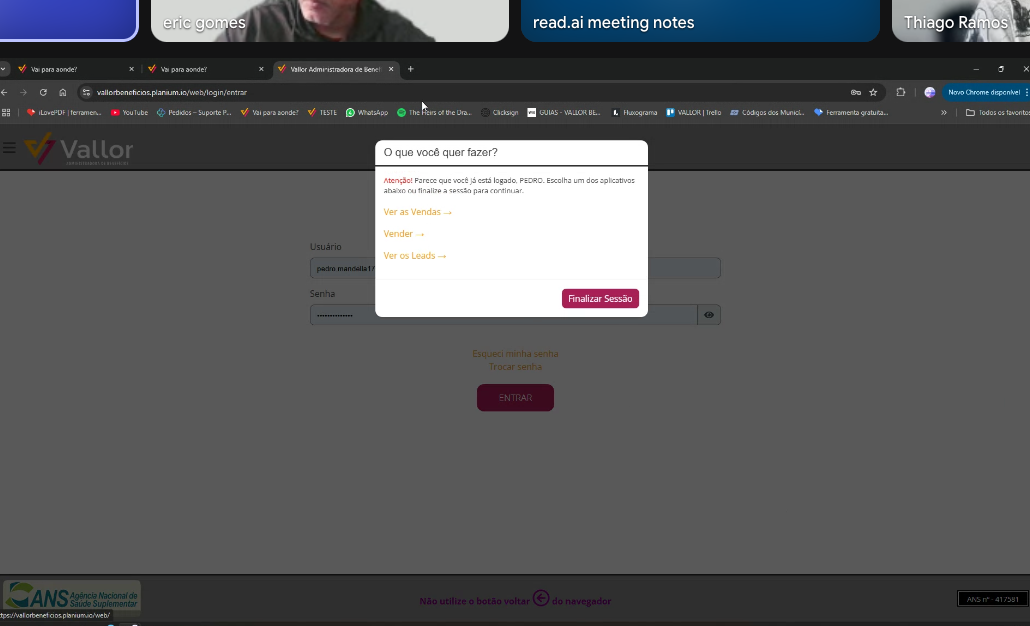 eric gomes
read.ai meeting notes
Thiago Ramos
Vai para aonde?
Vai para aonde?
Vallor Administradora de Benef
vallorbeneficios.planium.io/web/login/entrar
Novo Chrome disponível
iLovePDF | ferramen...
YouTube
Pedidos – Suporte P...
Vai para aonde?
TESTE
WhatsApp
The Heirs of the Dra...
Clicksign
GUIAS - VALLOR BE...
Fluxograma
VALLOR | Trello
Códigos dos Munici...
Ferramenta gratuita...
»
Todos os favoritos
Vallor
O que você quer fazer?
Atenção! Parece que você já está logado, PEDRO. Escolha um dos aplicativos
abaixo ou finalize a sessão para continuar.
Ver as Vendas →
Vender →
Ver os Leads →
Finalizar Sessão
Usuário
pedro.mandella17
Senha
Esqueci minha senha
Trocar senha
ENTRAR
ANS Agência Nacional de
Saúde Suplementar
Não utilize o botão voltar do navegador
ANS nº - 417581
ttps://vallorbeneficios.planium.io/web/